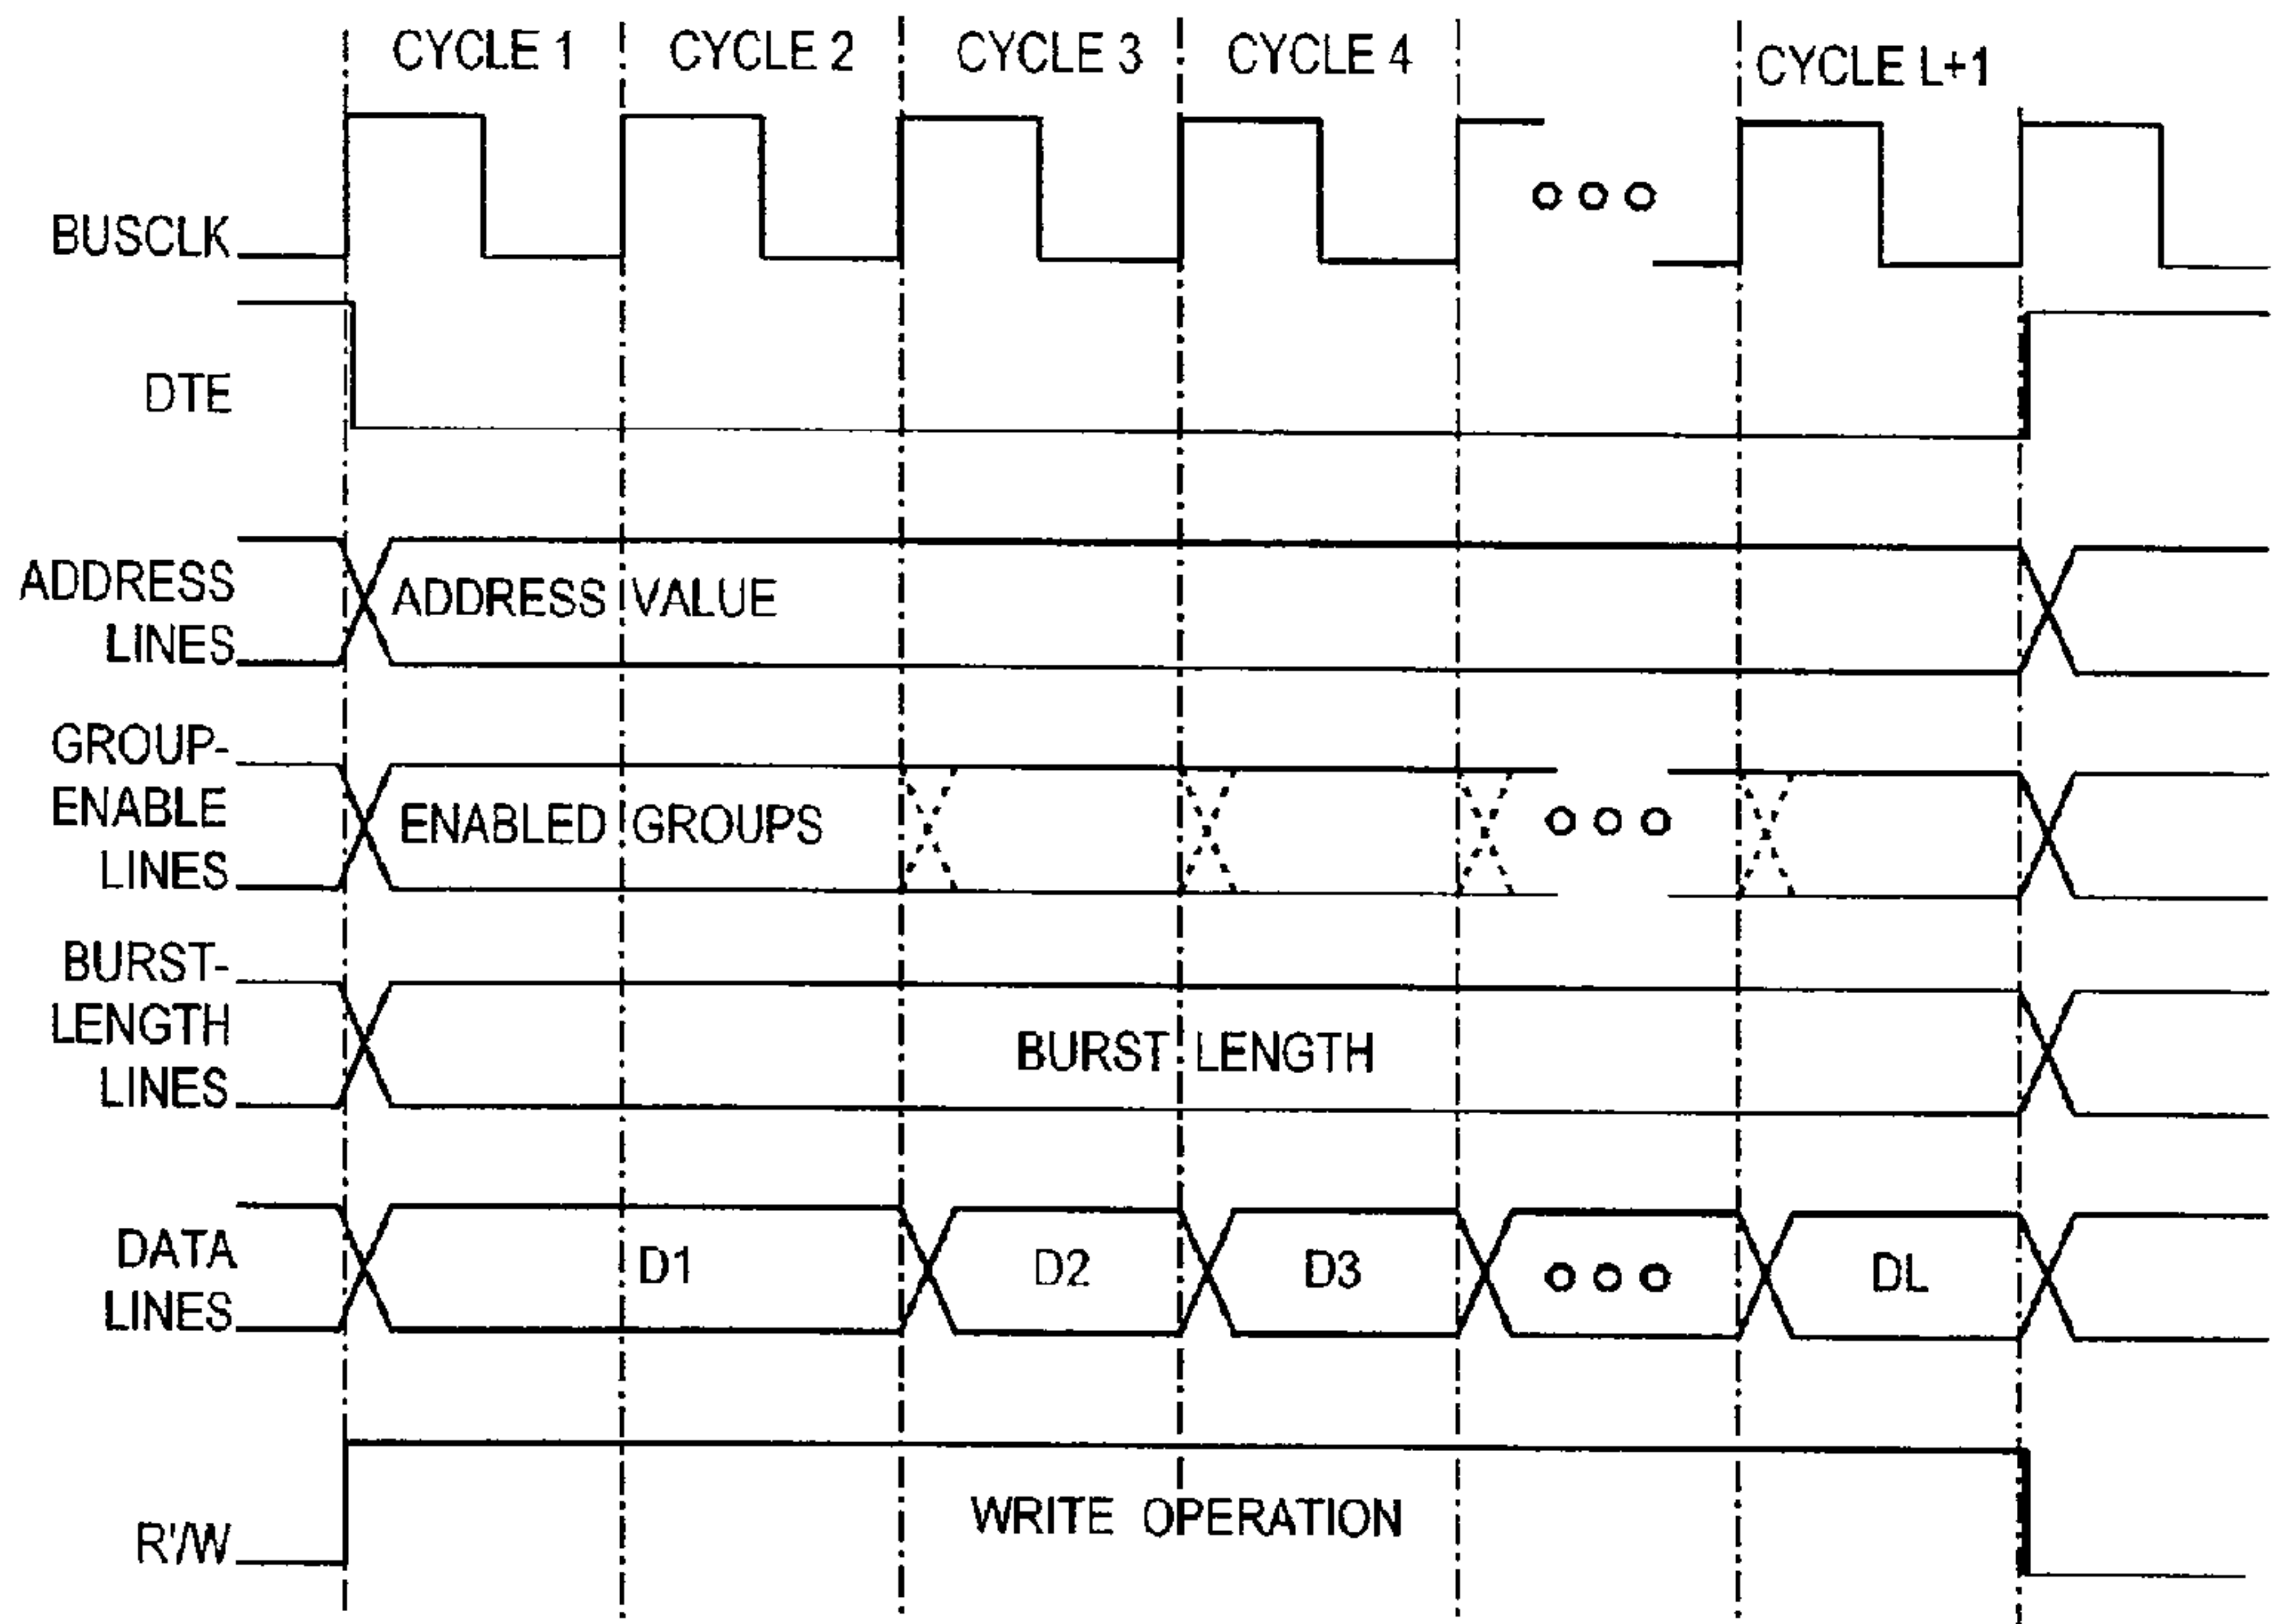 CYCLE 1 CYCLE 2 CYCLE 3 CYCLE 4 CYCLE L+1
BUSCLK
DTE
ADDRESS
LINES
ADDRESS VALUE
GROUP-
ENABLE
LINES
ENABLED GROUPS
BURST-
LENGTH
LINES
BURST LENGTH
DATA
LINES
D1 D2 D3 DL
R'/W
WRITE OPERATION